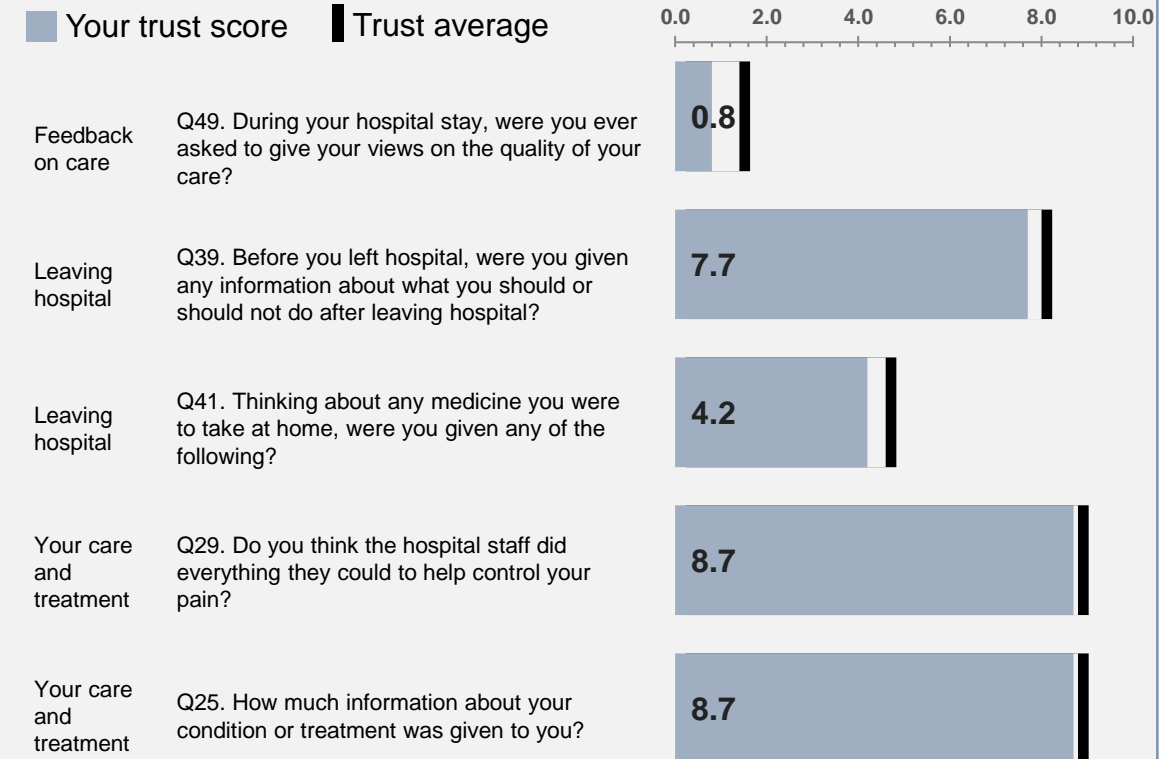 Your trust score Trust average
0.0 2.0 4.0 6.0 8.0 10.0
Feedback
on care
Q49. During your hospital stay, were you ever
asked to give your views on the quality of your
care?
0.8
Leaving
hospital
Q39. Before you left hospital, were you given
any information about what you should or
should not do after leaving hospital?
7.7
Leaving
hospital
Q41. Thinking about any medicine you were
to take at home, were you given any of the
following?
4.2
Your care
and
treatment
Q29. Do you think the hospital staff did
everything they could to help control your
pain?
8.7
Your care
and
treatment
Q25. How much information about your
condition or treatment was given to you?
8.7